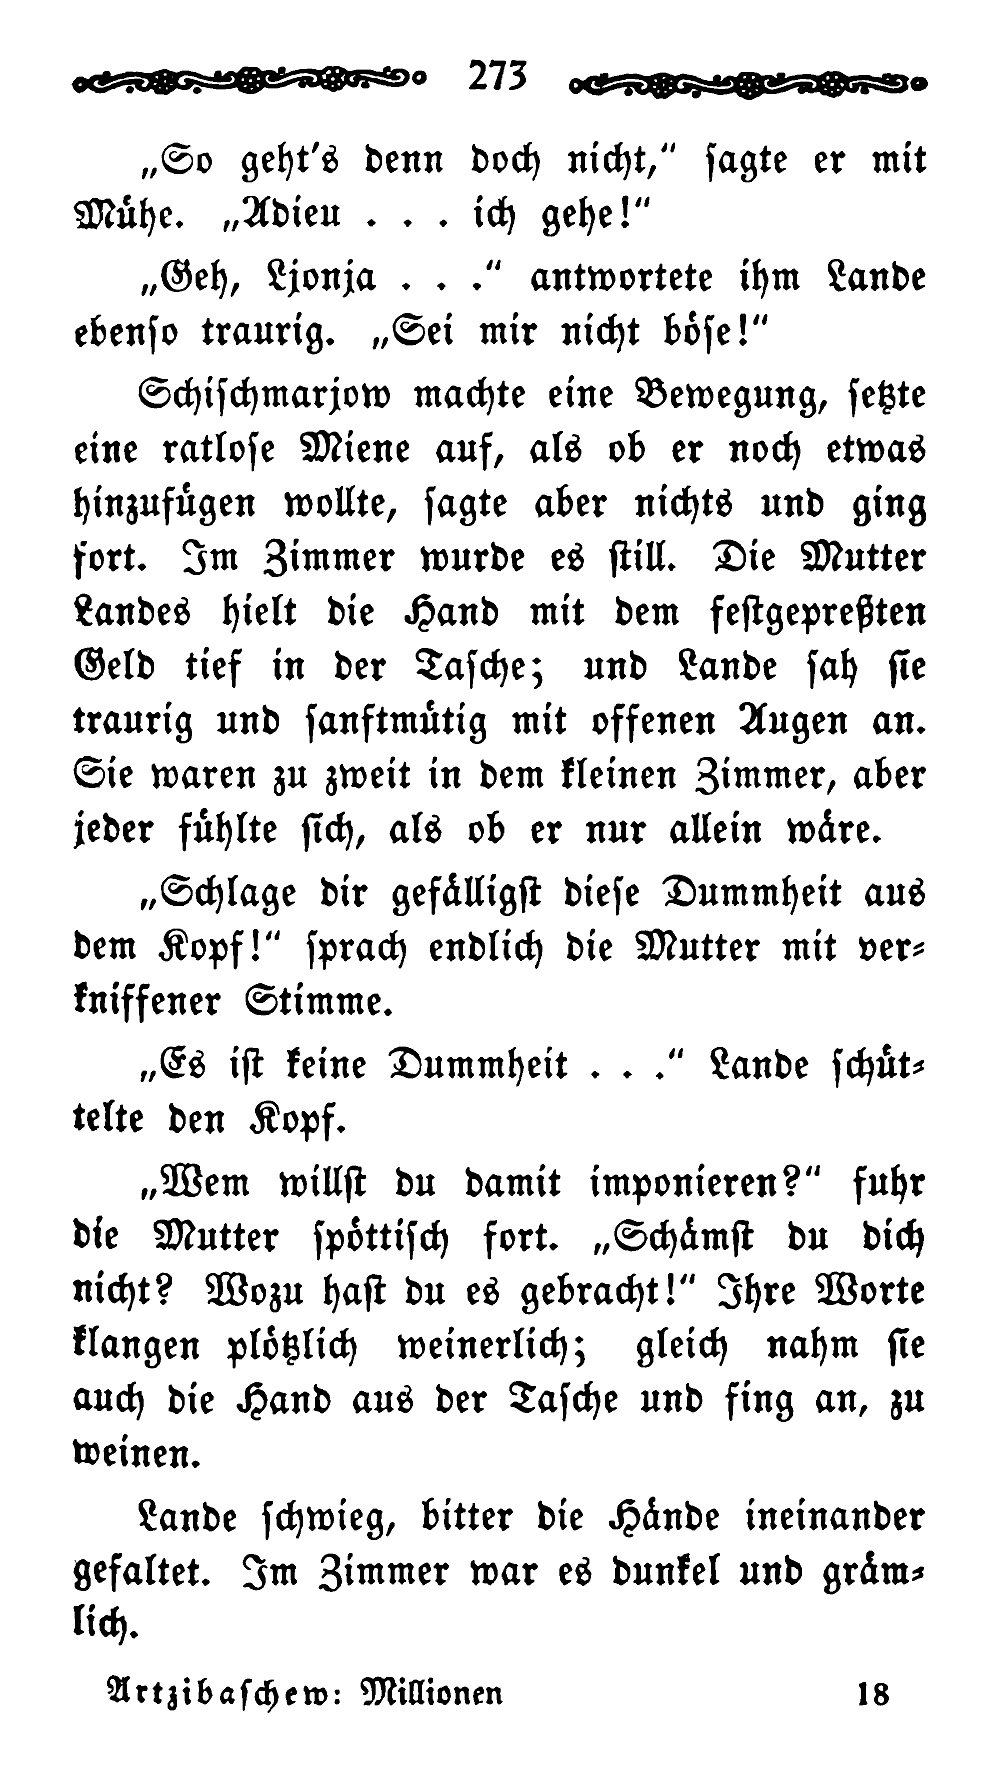 273
„So geht's denn doch nicht,“ sagte er mit
Mühe. „Adieu . . . ich gehe!“
„Geh, Ljonja . . .“ antwortete ihm Lande
ebenso traurig. „Sei mir nicht böse!“
Schischmarjow machte eine Bewegung, setzte
eine ratlose Miene auf, als ob er noch etwas
hinzufügen wollte, sagte aber nichts und ging
fort. Im Zimmer wurde es still. Die Mutter
Landes hielt die Hand mit dem festgepreßten
Geld tief in der Tasche; und Lande sah sie
traurig und sanftmütig mit offenen Augen an.
Sie waren zu zweit in dem kleinen Zimmer, aber
jeder fühlte sich, als ob er nur allein wäre.
„Schlage dir gefälligst diese Dummheit aus
dem Kopf!“ sprach endlich die Mutter mit ver-
kniffener Stimme.
„Es ist keine Dummheit . . .“ Lande schüt-
telte den Kopf.
„Wem willst du damit imponieren?“ fuhr
die Mutter spöttisch fort. „Schämst du dich
nicht? Wozu hast du es gebracht!“ Ihre Worte
klangen plötzlich weinerlich; gleich nahm sie
auch die Hand aus der Tasche und fing an, zu
weinen.
Lande schwieg, bitter die Hände ineinander
gefaltet. Im Zimmer war es dunkel und gräm-
lich.
Artzibaschew: Millionen 18